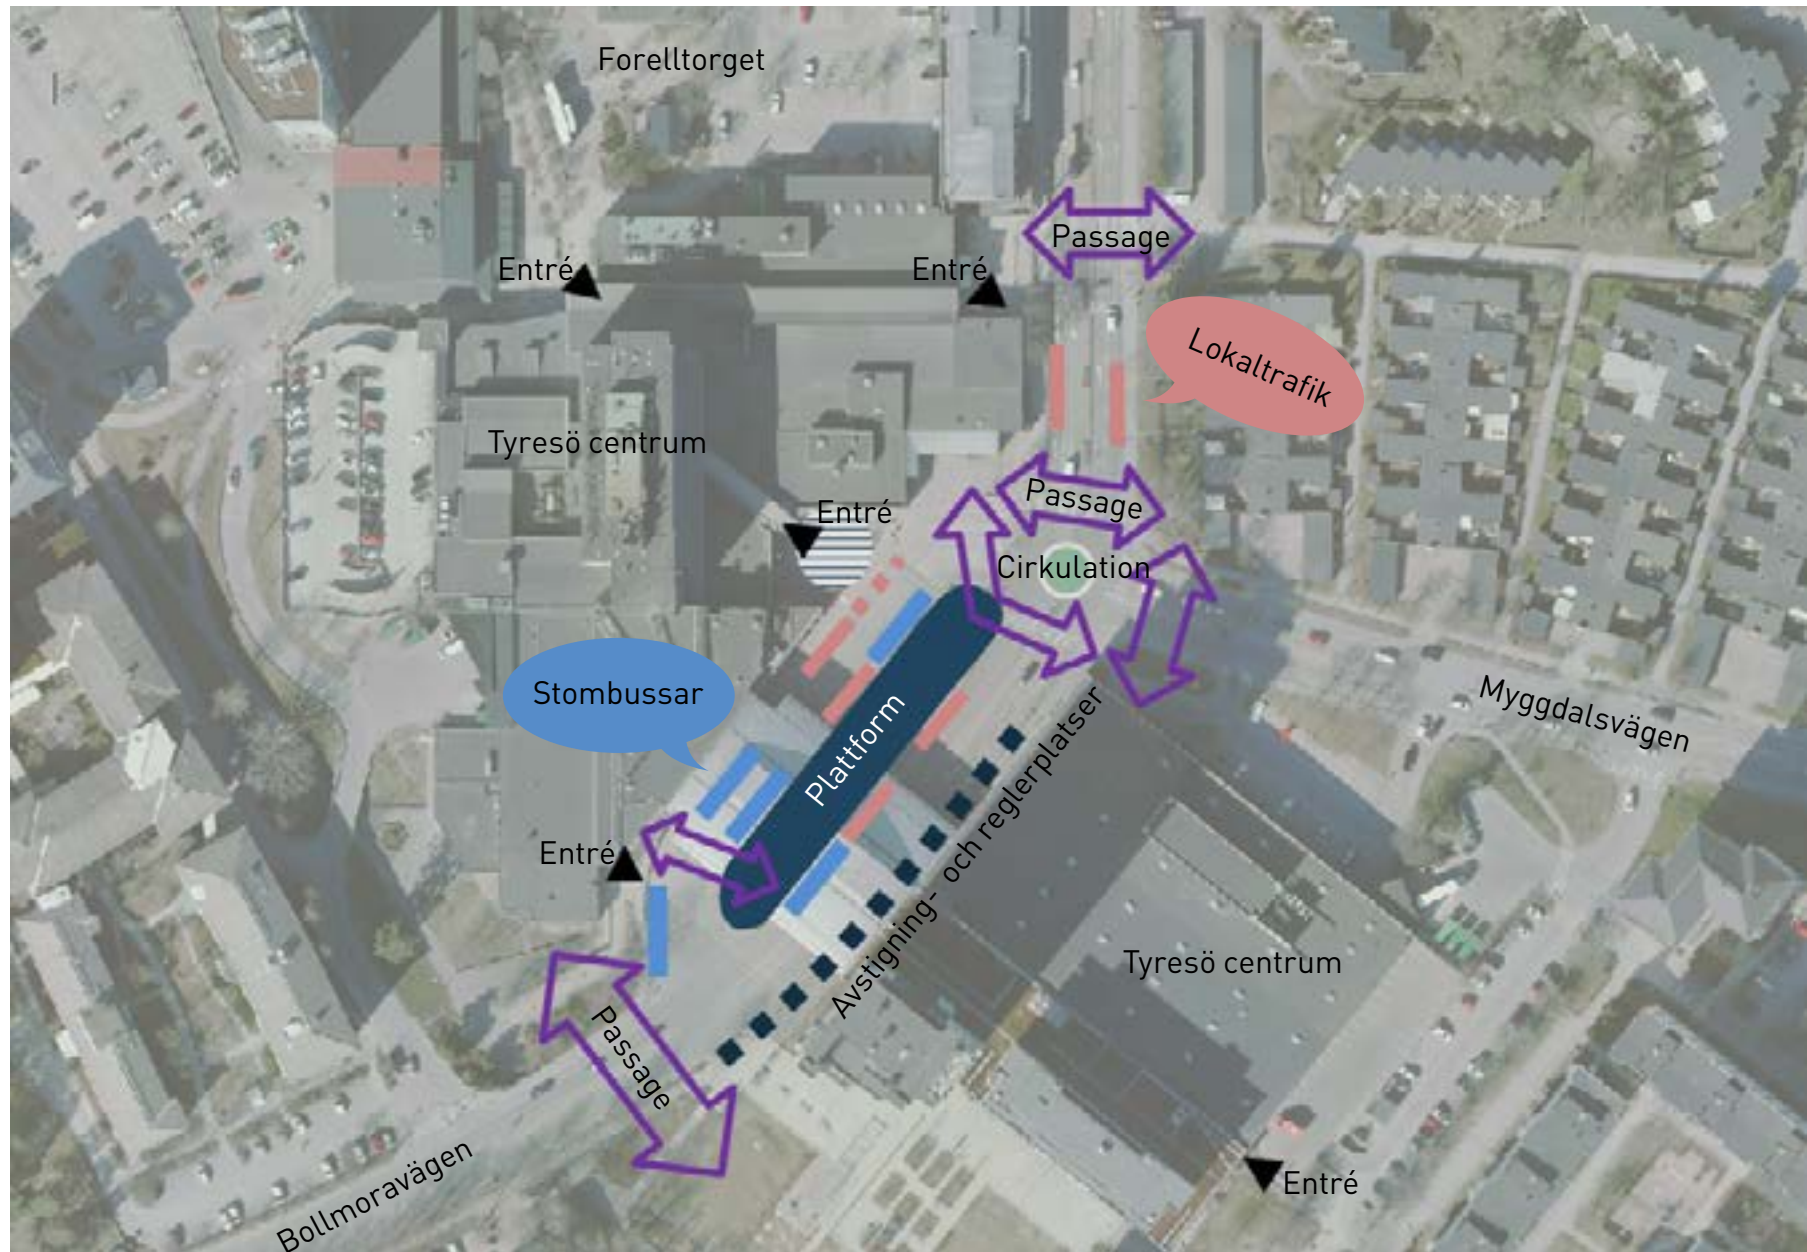 Forelltorget
Passage
Entré
Entré
Lokaltrafik
Tyresö centrum
Passage
Entré
Cirkulation
Stombussar
Myggdalsvägen
Plattform
Entré
Avstigning- och reglerplatser
Tyresö centrum
Passage
Bollmoravägen
Entré